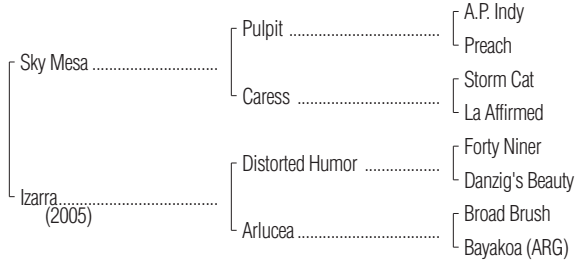 A.P. Indy
Pulpit
Preach
Sky Mesa
Storm Cat
Caress
La Affirmed
Forty Niner
Distorted Humor
Danzig's Beauty
Izarra
(2005)
Broad Brush
Arlucea
Bayakoa (ARG)